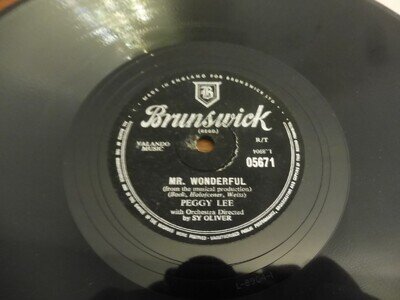 MADE IN ENGLAND FOR BRUNSWICK LTD
B
Brunswick
(REGD.)
VALANDO
MUSIC
R/T
05671
MR. WONDERFUL
(from the musical production)
(Bock, Holofcener, Weiss)
PEGGY LEE
with Orchestra Directed
by SY OLIVER